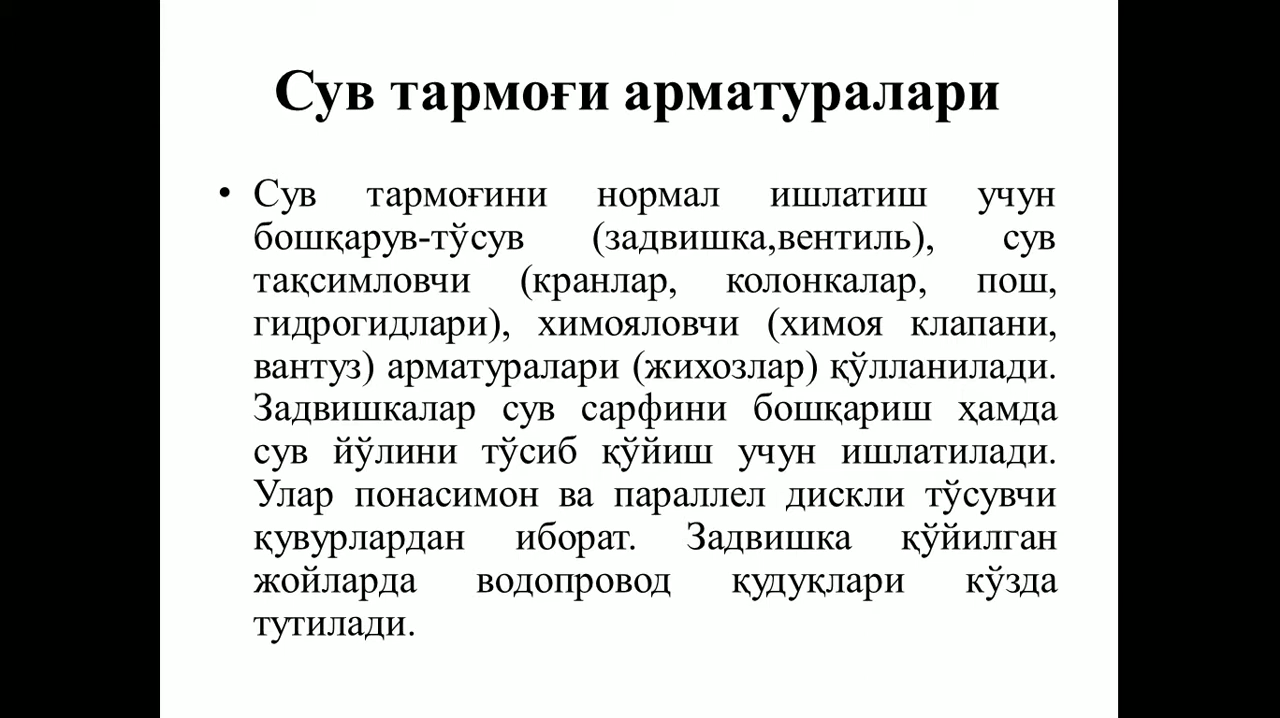 Сув тармоғи арматуралари
• Сув тармоғини нормал ишлатиш учун
бошқарув-тўсув (задвишка,вентиль), сув
тақсимловчи (кранлар, колонкалар, пош,
гидрогидлари), химояловчи (химоя клапани,
вантуз) арматуралари (жихозлар) қўлланилади.
Задвишкалар сув сарфини бошқариш ҳамда
сув йўлини тўсиб қўйиш учун ишлатилади.
Улар понасимон ва параллел дискли тўсувчи
қувурлардан иборат. Задвишка қўйилган
жойларда водопровод қудуқлари кўзда
тутилади.